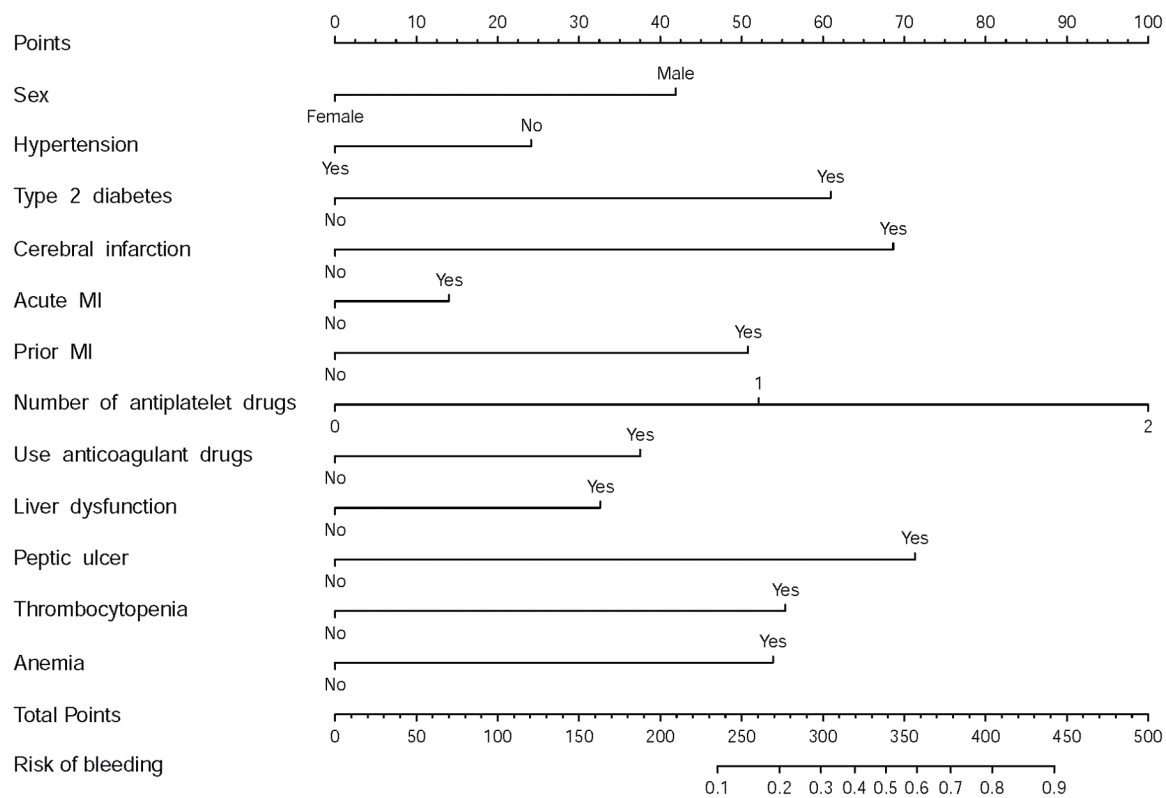 0 10 20 30 40 50 60 70 80 90 100
Points
Male
Sex
Female
No
Hypertension
Yes
Yes
Type 2 diabetes
No
Yes
Cerebral infarction
No
Yes
Acute MI
No
Yes
Prior MI
No
1
Number of antiplatelet drugs
0 2
Yes
Use anticoagulant drugs
No
Yes
Liver dysfunction
No
Yes
Peptic ulcer
No
Yes
Thrombocytopenia
No
Yes
Anemia
No
Total Points
0 50 100 150 200 250 300 350 400 450 500
Risk of bleeding
0.1 0.2 0.3 0.4 0.5 0.6 0.7 0.8 0.9